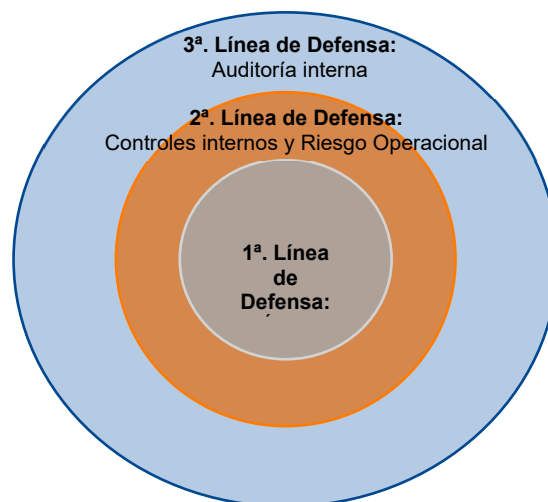 3ª. Línea de Defensa:
Auditoría interna
2ª. Línea de Defensa:
Controles internos y Riesgo Operacional
1ª. Línea
de
Defensa: